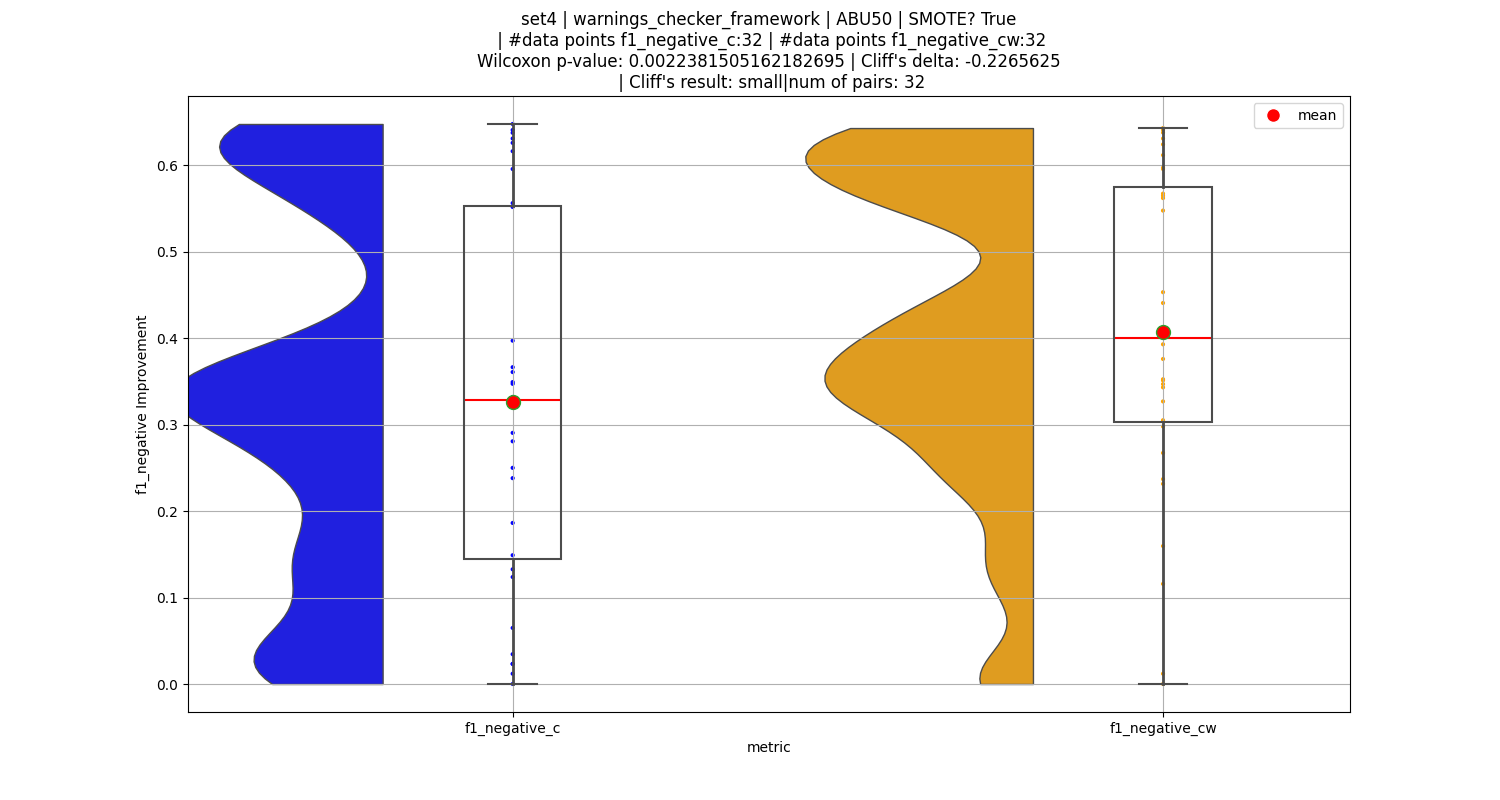 set4 | warnings_checker_framework | ABU50 | SMOTE? True
| #data points f1_negative_c:32 | #data points f1_negative_cw:32
Wilcoxon p-value: 0.0022381505162182695 | Cliff's delta: -0.2265625
| Cliff's result: small|num of pairs: 32
mean
0.6
0.5
0.4
0.3
0.2
0.1
0.0
f1_negative Improvement
f1_negative_c
f1_negative_cw
metric